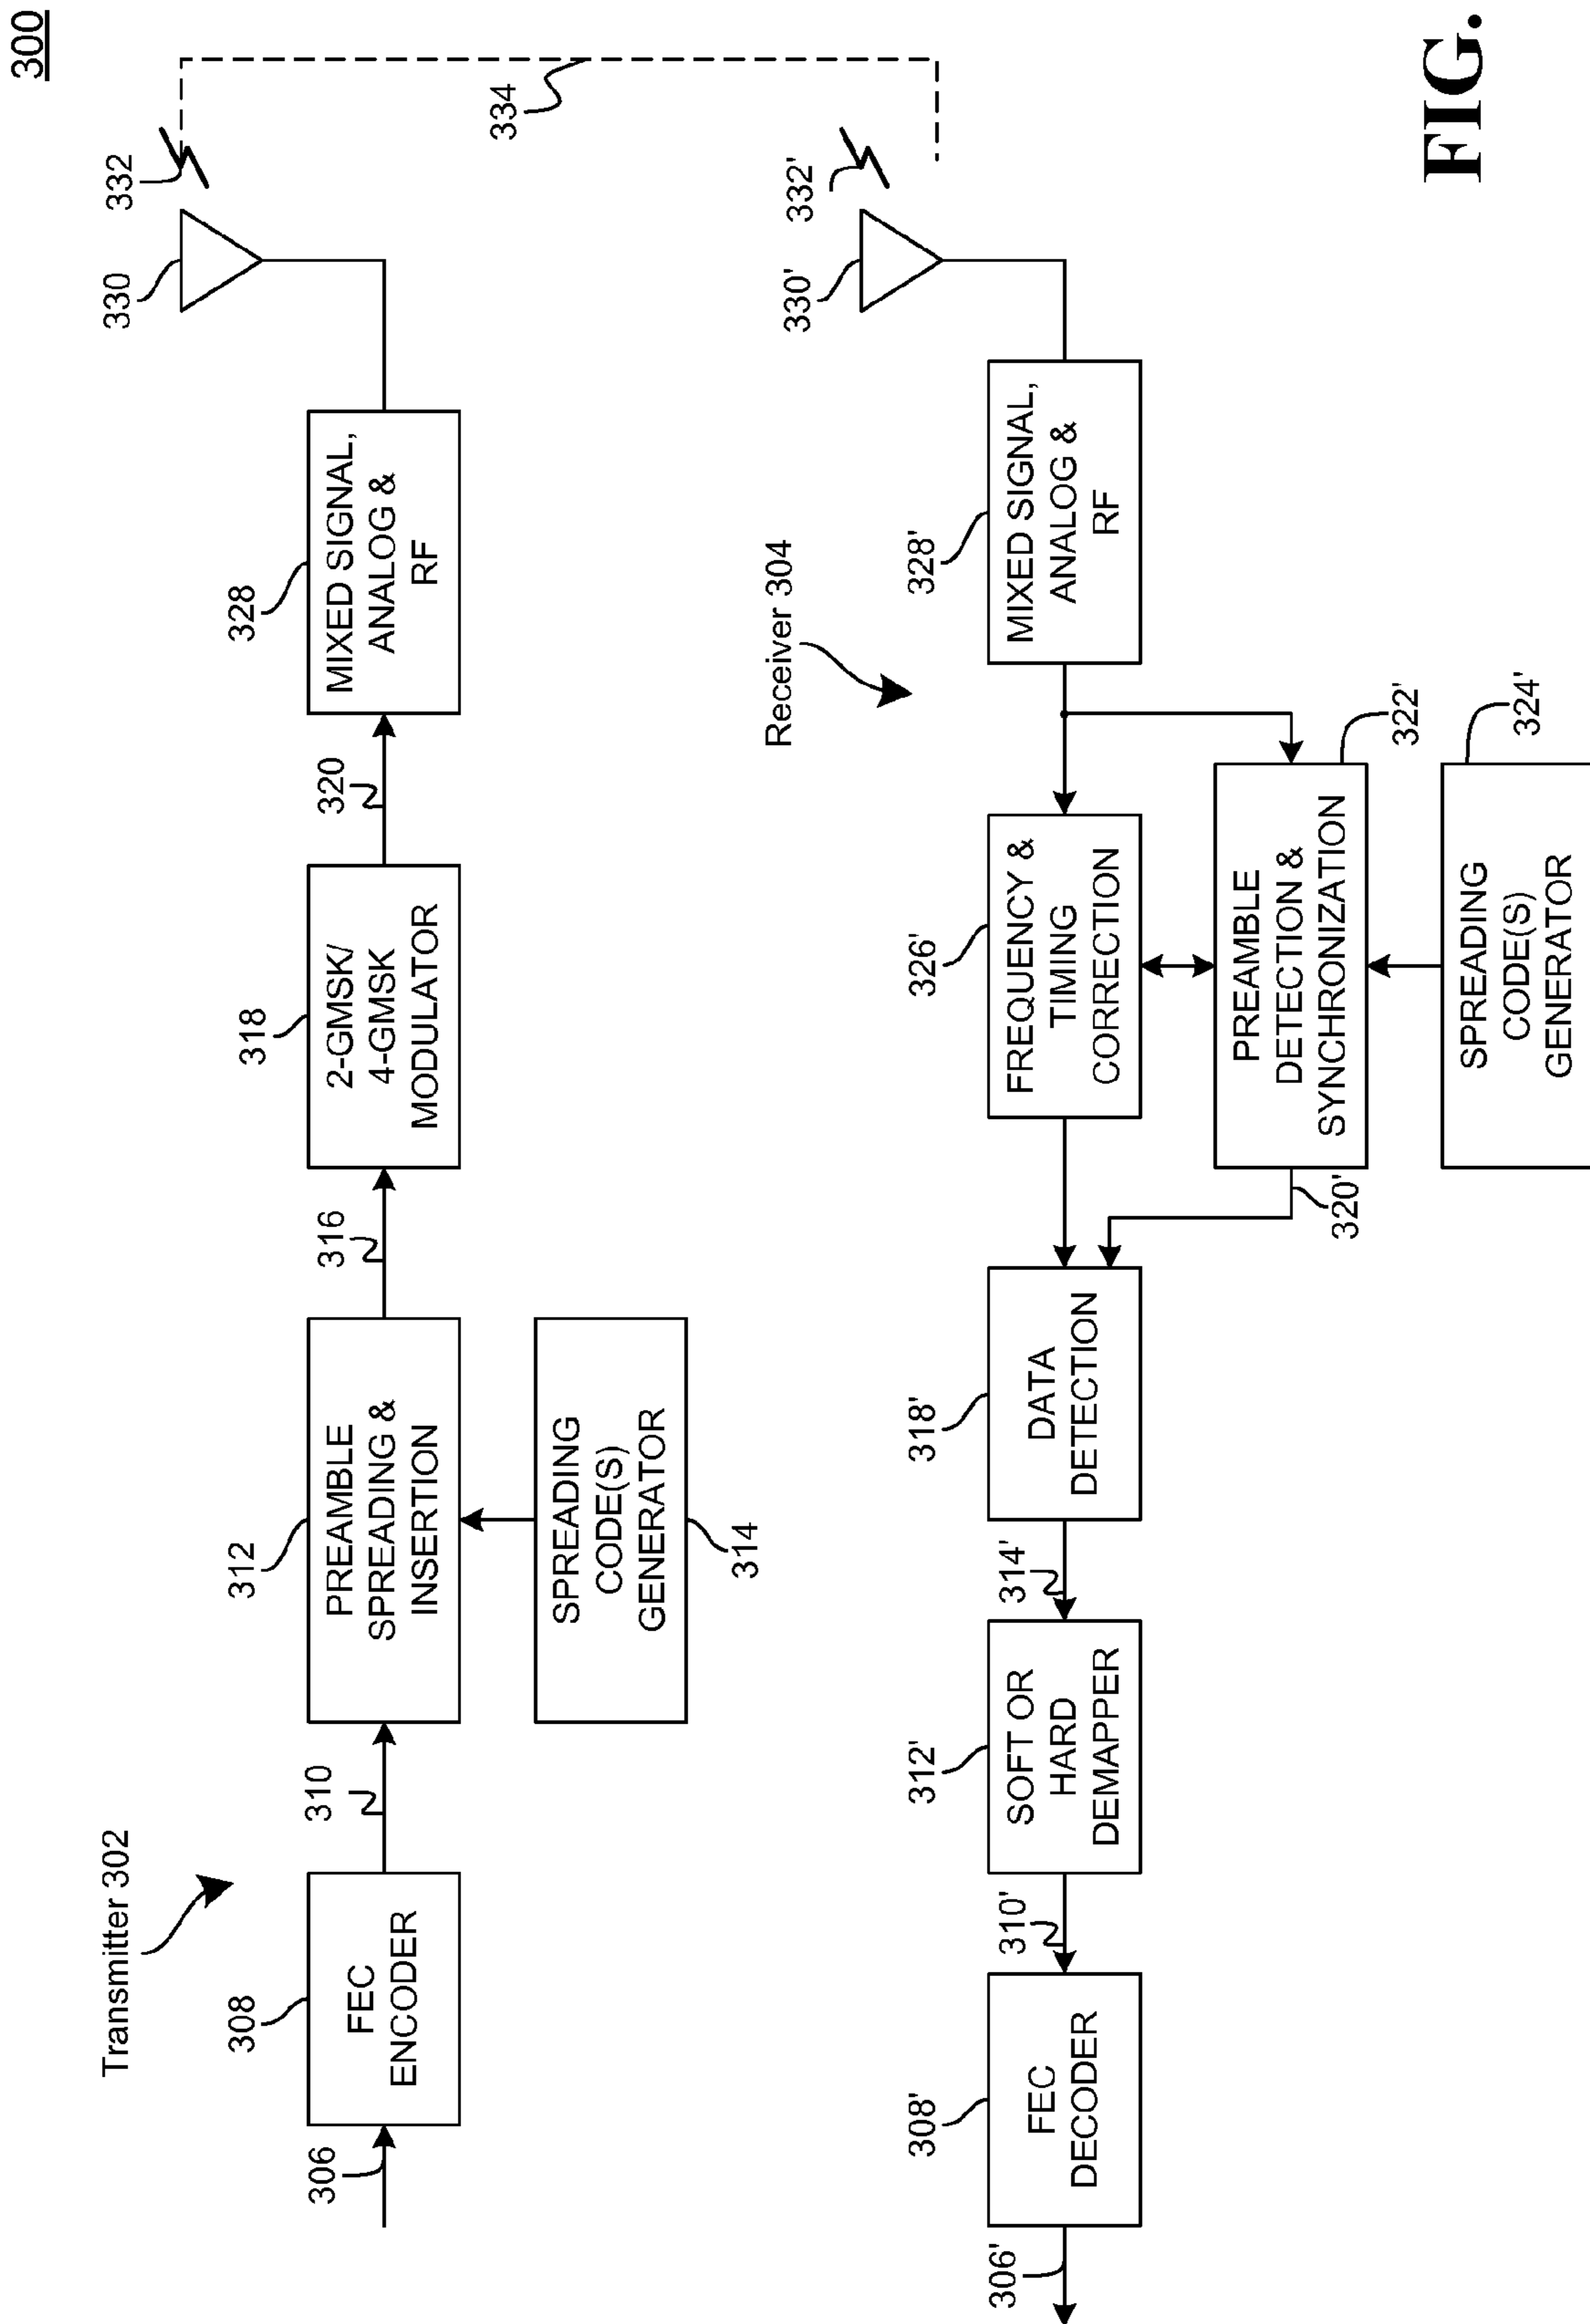 300
Transmitter 302
306
308
FEC
ENCODER
310
312
PREAMBLE
SPREADING &
INSERTION
SPREADING
CODE(S)
GENERATOR
314
316
318
2-GMSK/
4-GMSK
MODULATOR
320
328
MIXED SIGNAL,
ANALOG &
RF
330
332
334
Receiver 304
306'
308'
FEC
DECODER
310'
312'
SOFT OR
HARD
DEMAPPER
314'
318'
DATA
DETECTION
320'
326'
FREQUENCY &
TIMING
CORRECTION
PREAMBLE
DETECTION &
SYNCHRONIZATION
322'
SPREADING
CODE(S)
GENERATOR
324'
328'
MIXED SIGNAL,
ANALOG &
RF
330'
332'
FIG.